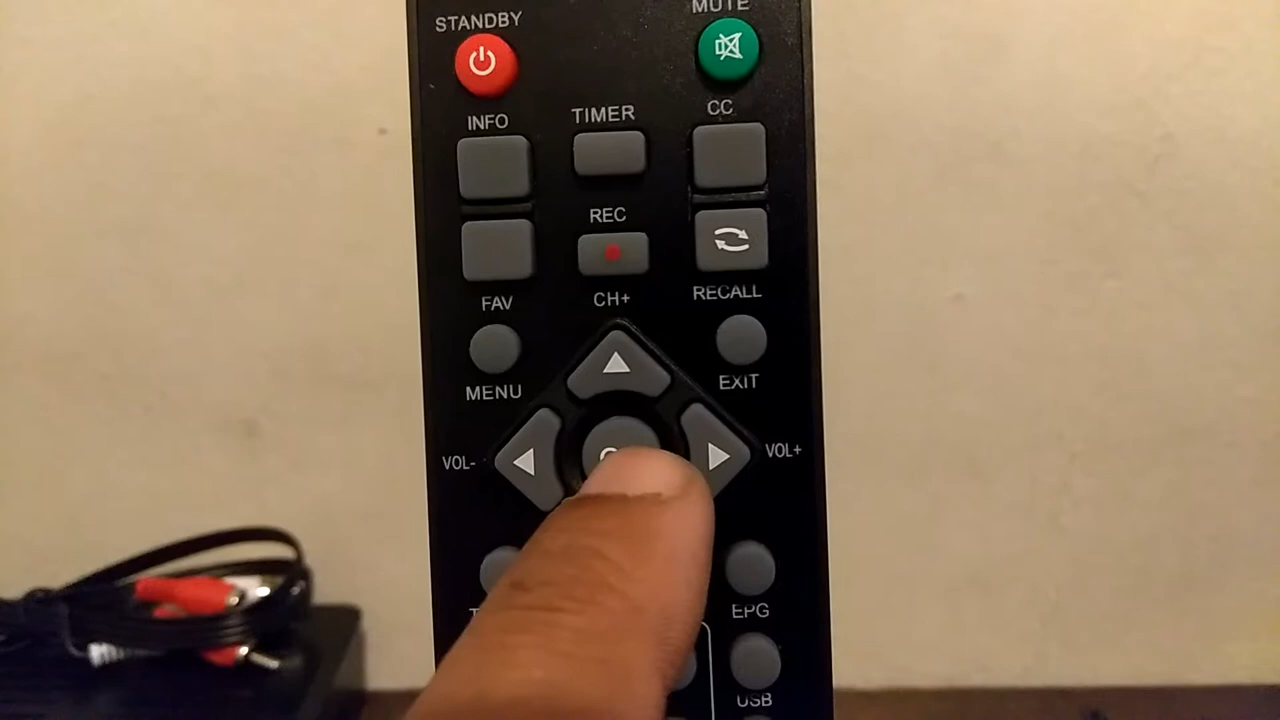 STANDBY
MUTE
INFO
TIMER
CC
REC
FAV
CH+
RECALL
MENU
EXIT
VOL-
VOL+
EPG
USB